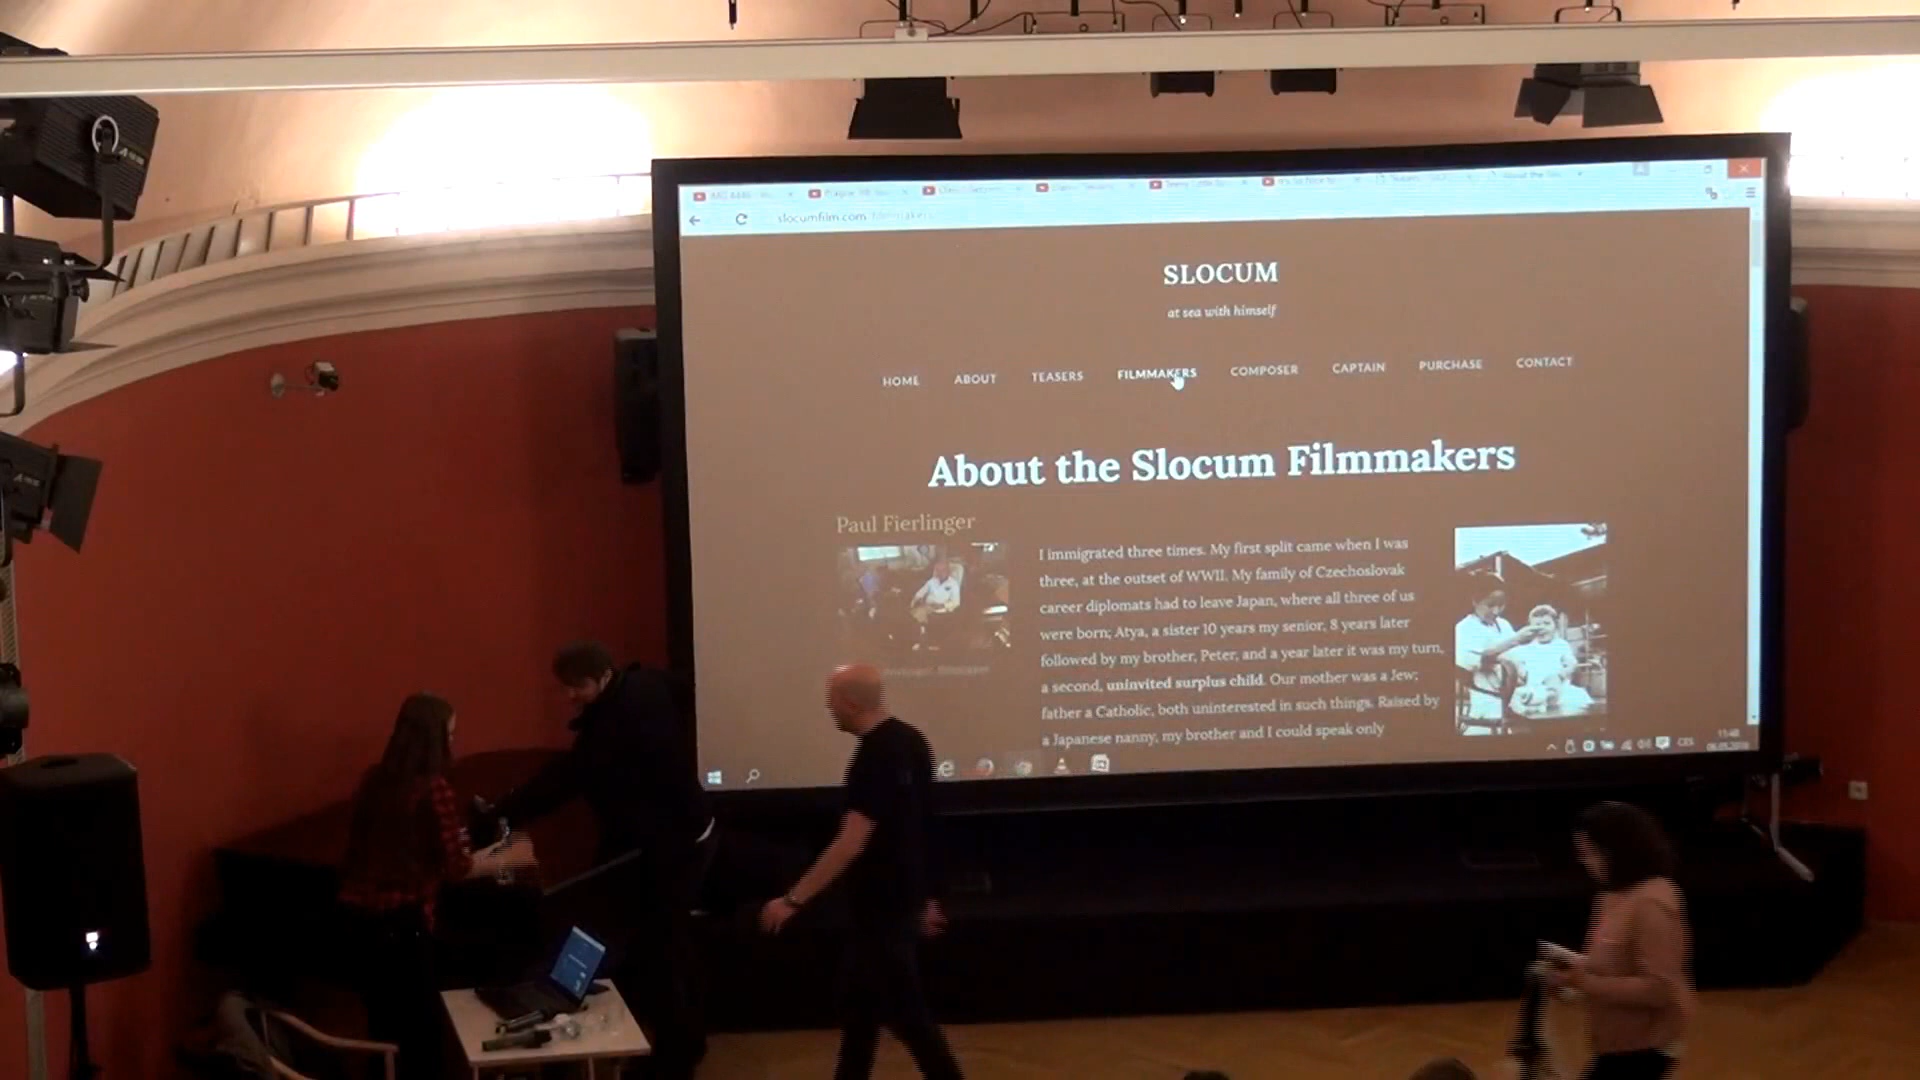 slocumfilm.com/filmmakers
SLOCUM
at sea with himself
HOME ABOUT TEASERS FILMMAKERS COMPOSER CAPTAIN PURCHASE CONTACT
About the Slocum Filmmakers
Paul Fierlinger
I immigrated three times. My first split came when I was
three, at the outset of WWII. My family of Czechoslovak
career diplomats had to leave Japan, where all three of us
were born; Atya, a sister 10 years my senior, 8 years later
followed by my brother, Peter, and a year later it was my turn,
a second, uninvited surplus child. Our mother was a Jew;
father a Catholic, both uninterested in such things. Raised by
a Japanese nanny, my brother and I could speak only
CES